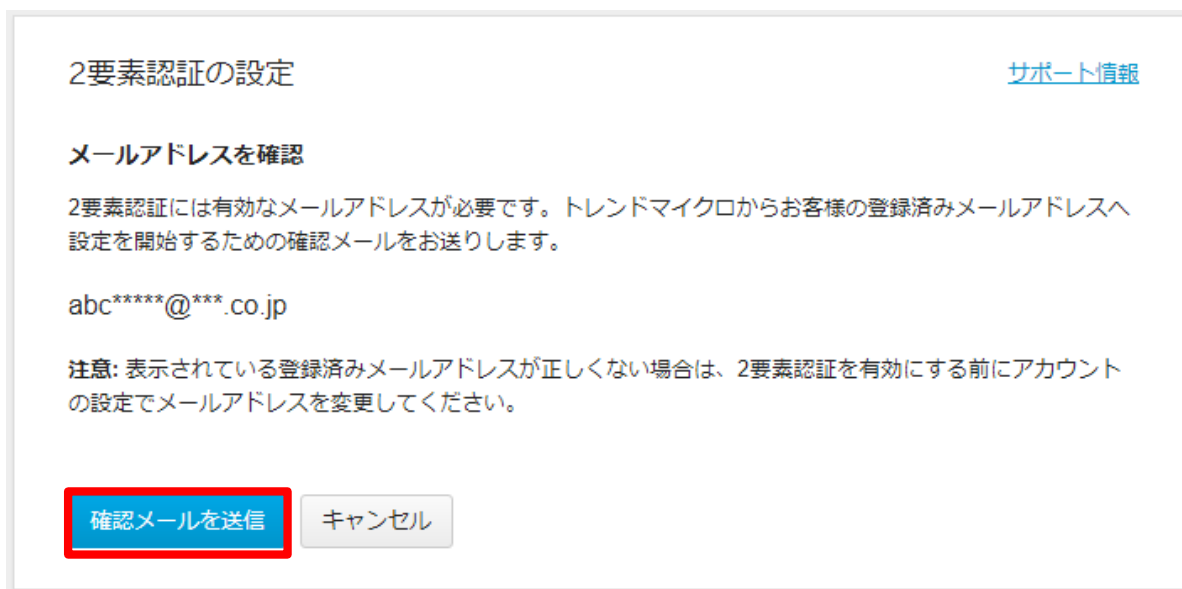 2要素認証の設定
サポート情報
メールアドレスを確認
2要素認証には有効なメールアドレスが必要です。トレンドマイクロからお客様の登録済みメールアドレスへ
設定を開始するための確認メールをお送りします。
abc*****@***.co.jp
注意: 表示されている登録済みメールアドレスが正しくない場合は、2要素認証を有効にする前にアカウント
の設定でメールアドレスを変更してください。
確認メールを送信
キャンセル